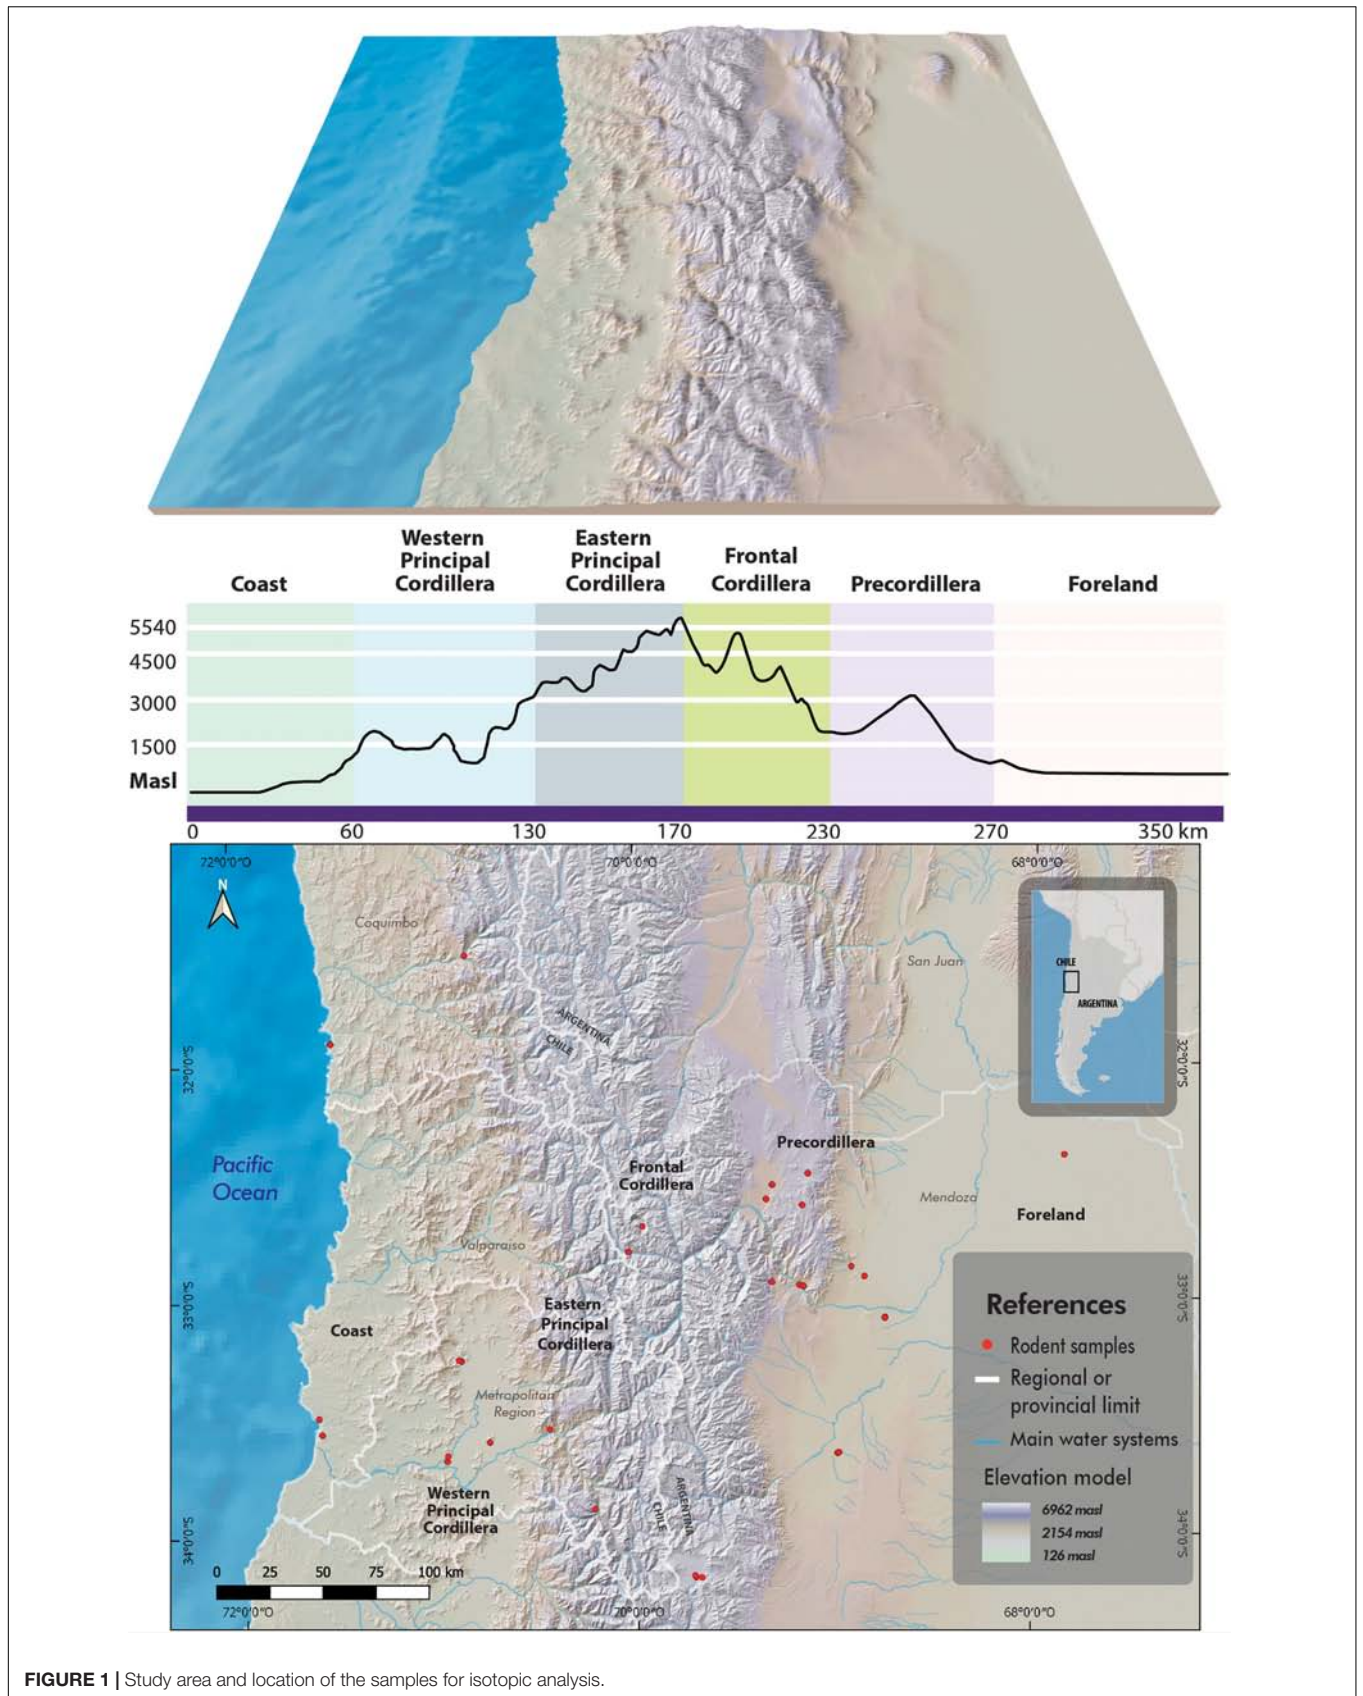 Western
Principal
Cordillera
Eastern
Principal
Cordillera
Frontal
Cordillera
Coast
Precordillera
Foreland
5540
4500
3000
1500
Masl
0 60 130 170 230 270 350 km
72°0'0"O 70°0'0"O 68°0'0"O
N
Coquimbo
San Juan
CHILE
ARGENTINA
ARGENTINA
CHILE
32°0'0"S
32°0'0"S
Precordillera
Pacific
Ocean
Frontal
Cordillera
Mendoza
Foreland
Valparaiso
33°0'0"S
33°0'0"S
Coast
Eastern
Principal
Cordillera
Metropolitan
Region
References
Rodent samples
Regional or
provincial limit
Main water systems
Elevation model
6962 masl
2154 masl
126 masl
Western
Principal
Cordillera
ARGENTINA
CHILE
34°0'0"S
34°0'0"S
0 25 50 75 100 km
72°0'0"O 70°0'0"O 68°0'0"O
FIGURE 1 | Study area and location of the samples for isotopic analysis.